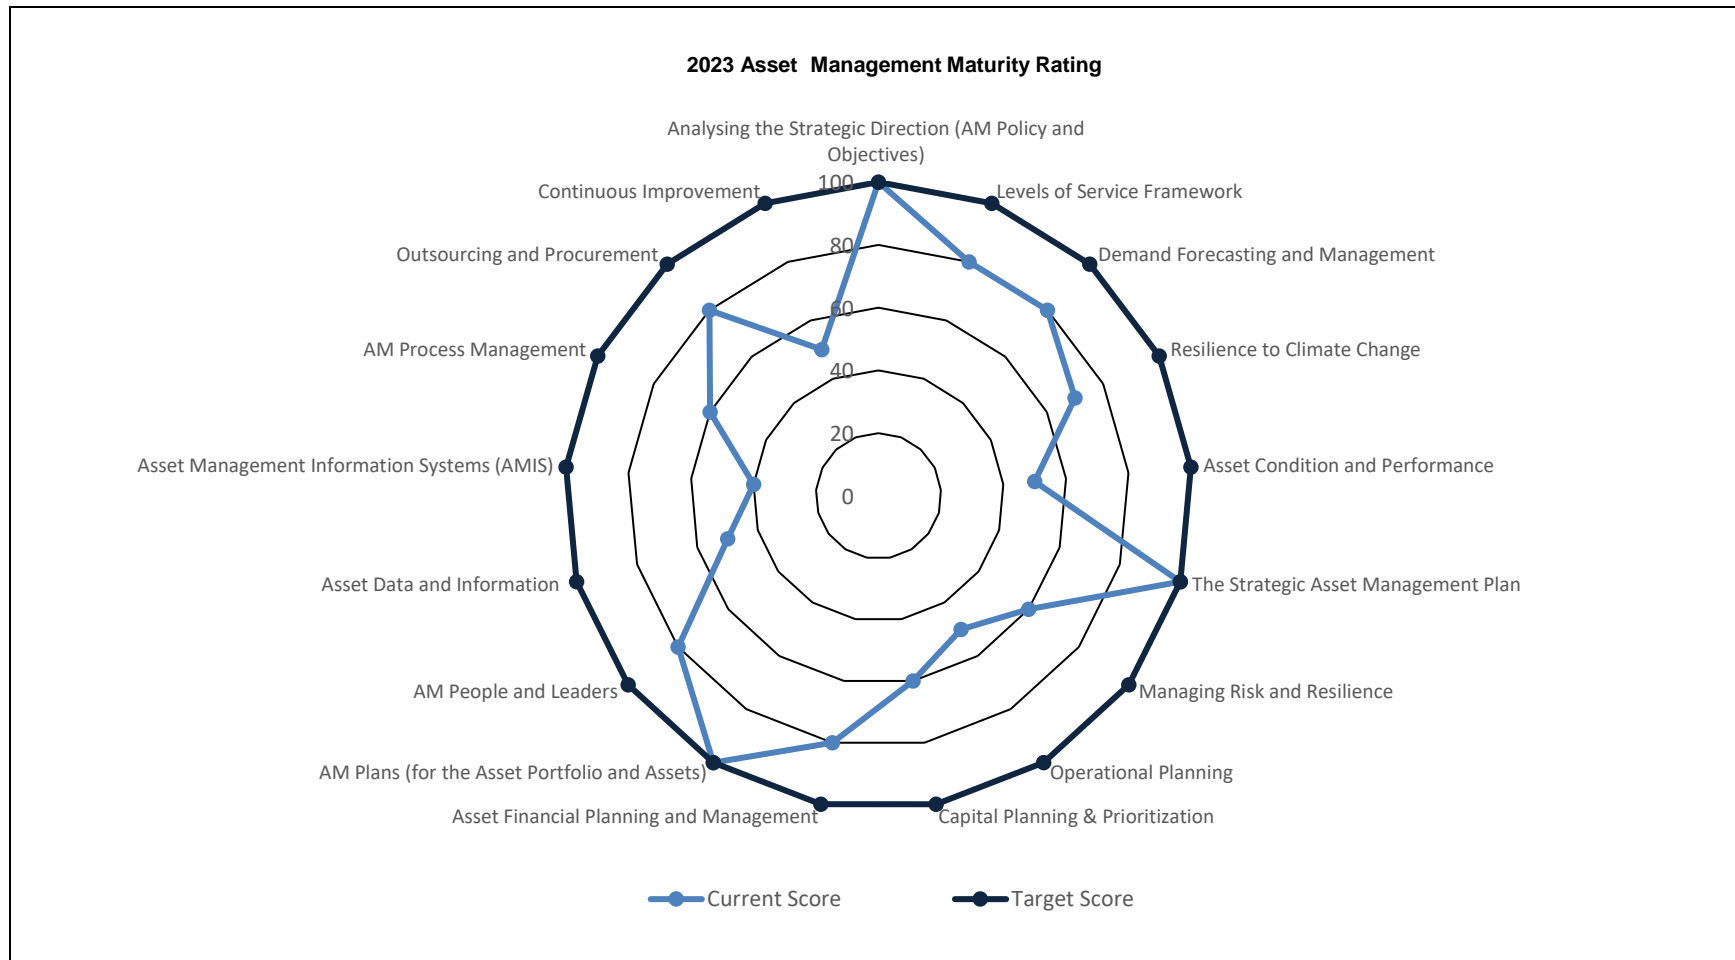 2023 Asset  Management Maturity Rating
Analysing the Strategic Direction (AM Policy and
Objectives)
Levels of Service Framework
Demand Forecasting and Management
Resilience to Climate Change
Asset Condition and Performance
The Strategic Asset Management Plan
Managing Risk and Resilience
Operational Planning
Capital Planning & Prioritization
Asset Financial Planning and Management
AM Plans (for the Asset Portfolio and Assets)
AM People and Leaders
Asset Data and Information
Asset Management Information Systems (AMIS)
AM Process Management
Outsourcing and Procurement
Continuous Improvement
100
80
60
40
20
0
Current Score
Target Score